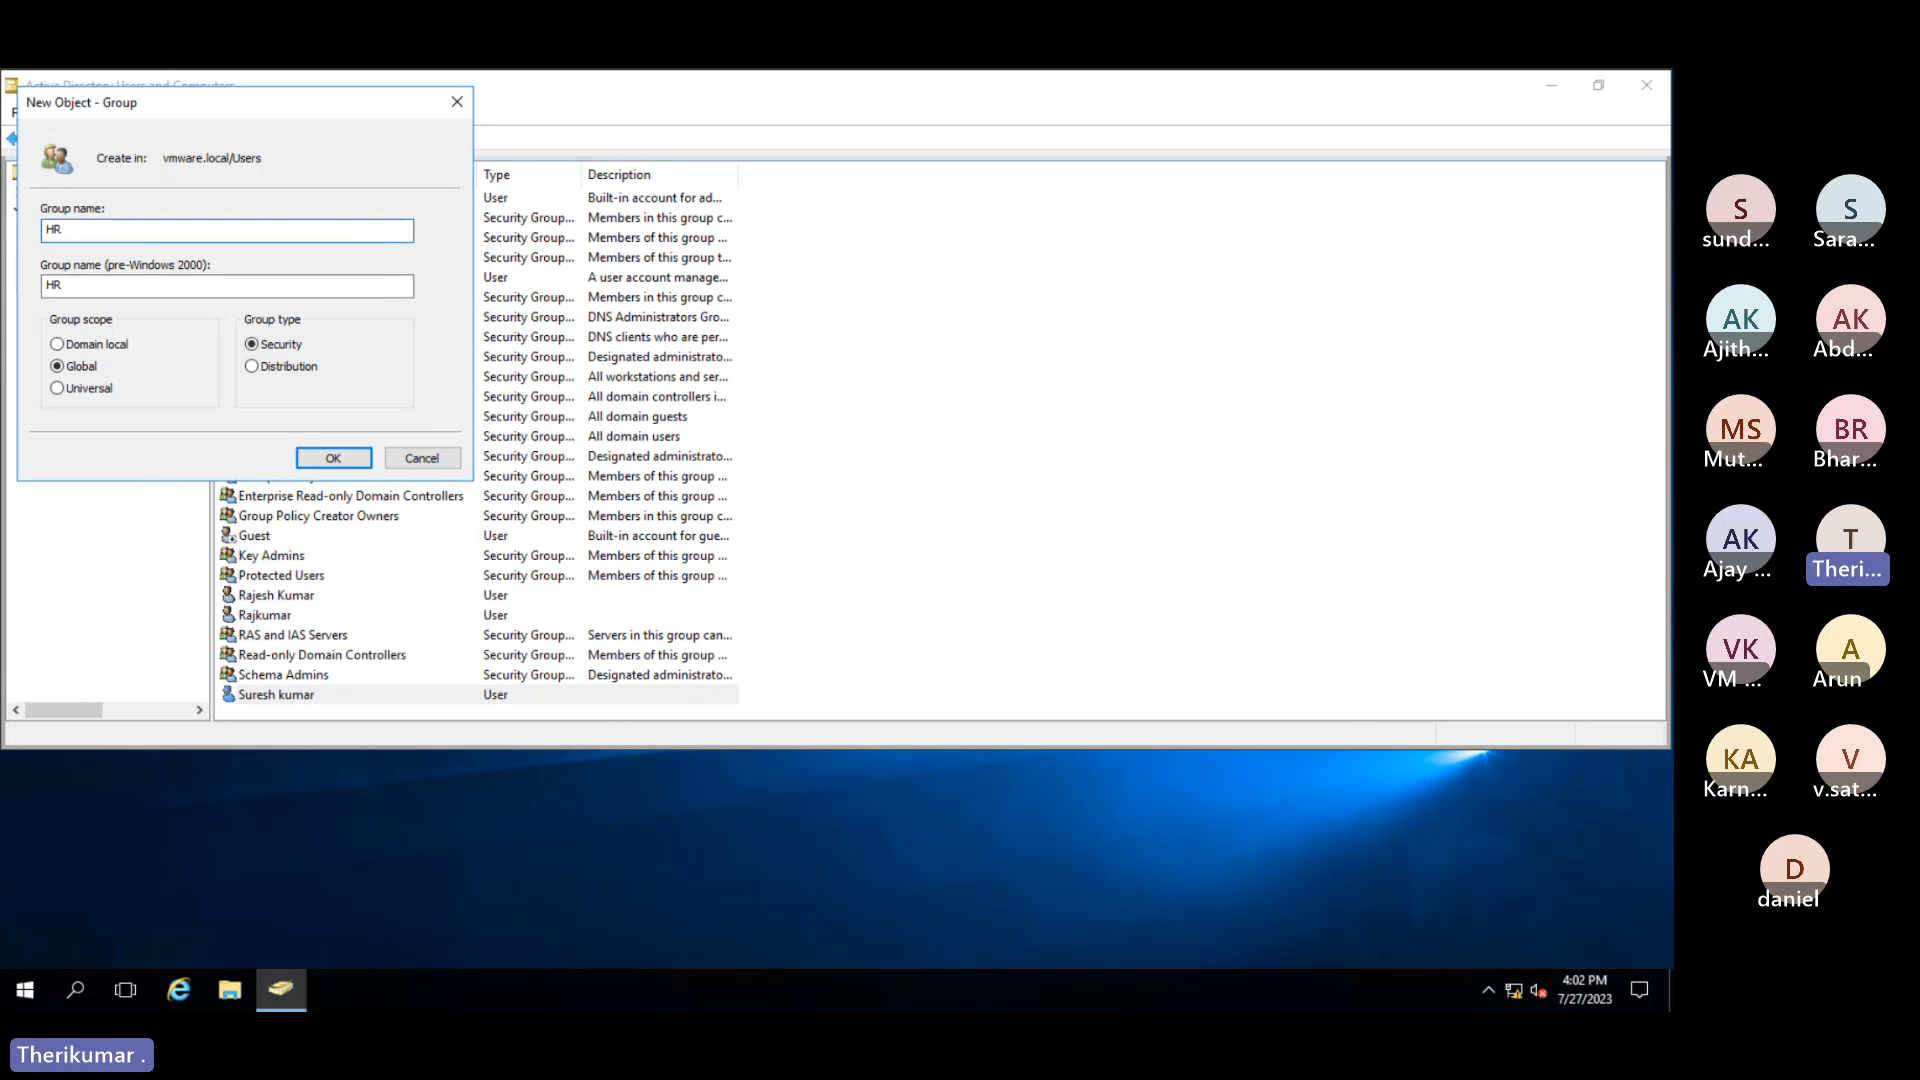 Active Directory Users and Computers
New Object - Group
Create in: vmware.local/Users
Group name:
HR
Group name (pre-Windows 2000):
HR
Group scope
Domain local
Global
Universal
Group type
Security
Distribution
OK
Cancel
Type Description
User Built-in account for ad...
Security Group... Members in this group c...
Security Group... Members of this group ...
Security Group... Members of this group t...
User A user account manage...
Security Group... Members in this group c...
Security Group... DNS Administrators Gro...
Security Group... DNS clients who are per...
Security Group... Designated administrato...
Security Group... All workstations and ser...
Security Group... All domain controllers i...
Security Group... All domain guests
Security Group... All domain users
Security Group... Designated administrato...
Security Group... Members of this group ...
Enterprise Read-only Domain Controllers Security Group... Members of this group ...
Group Policy Creator Owners Security Group... Members in this group c...
Guest User Built-in account for gue...
Key Admins Security Group... Members of this group ...
Protected Users Security Group... Members of this group ...
Rajesh Kumar User
Rajkumar User
RAS and IAS Servers Security Group... Servers in this group can...
Read-only Domain Controllers Security Group... Members of this group ...
Schema Admins Security Group... Designated administrato...
Suresh kumar User
4:02 PM
7/27/2023
S S
sund... Sara...
AK AK
Ajith... Abd...
MS BR
Mut... Bhar...
AK T
Ajay ... Theri...
VK A
VM ... Arun
KA V
Karn... v.sat...
D
daniel
Therikumar .